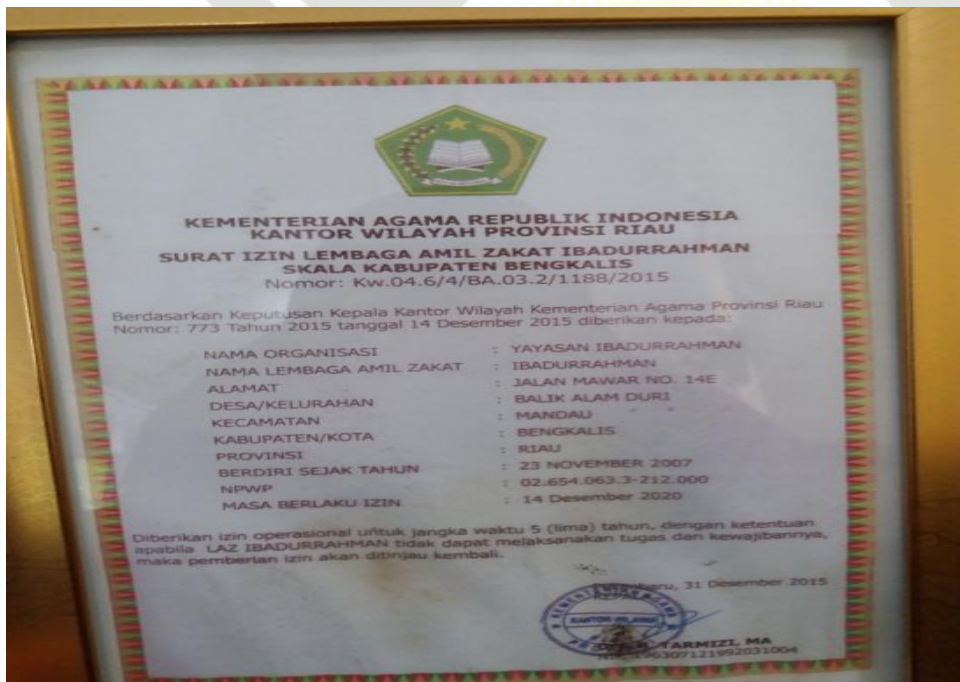 KEMENTERIAN AGAMA REPUBLIK INDONESIA
KANTOR WILAYAH PROVINSI RIAU
SURAT IZIN LEMBAGA AMIL ZAKAT IBADURRAHMAN
SKALA KABUPATEN BENGKALIS
Nomor: Kw.04.6/4/BA.03.2/1188/2015
Berdasarkan Keputusan Kepala Kantor Wilayah Kementerian Agama Provinsi Riau
Nomor: 773 Tahun 2015 tanggal 14 Desember 2015 diberikan kepada:
NAMA ORGANISASI : YAYASAN IBADURRAHMAN
NAMA LEMBAGA AMIL ZAKAT : IBADURRAHMAN
ALAMAT : JALAN MAWAR NO. 14E
DESA/KELURAHAN : BALIK ALAM DURI
KECAMATAN : MANDAU
KABUPATEN/KOTA : BENGKALIS
PROVINSI : RIAU
BERDIRI SEJAK TAHUN : 23 NOVEMBER 2007
NPWP : 02.654.063.3-212.000
MASA BERLAKU IZIN : 14 Desember 2020
Diberikan izin operasional untuk jangka waktu 5 (lima) tahun, dengan ketentuan
apabila LAZ IBADURRAHMAN tidak dapat melaksanakan tugas dan kewajibannya,
maka pemberian izin akan ditinjau kembali.
31 Desember 2015
KANTOR WILAYAH
TARMIZI, MA